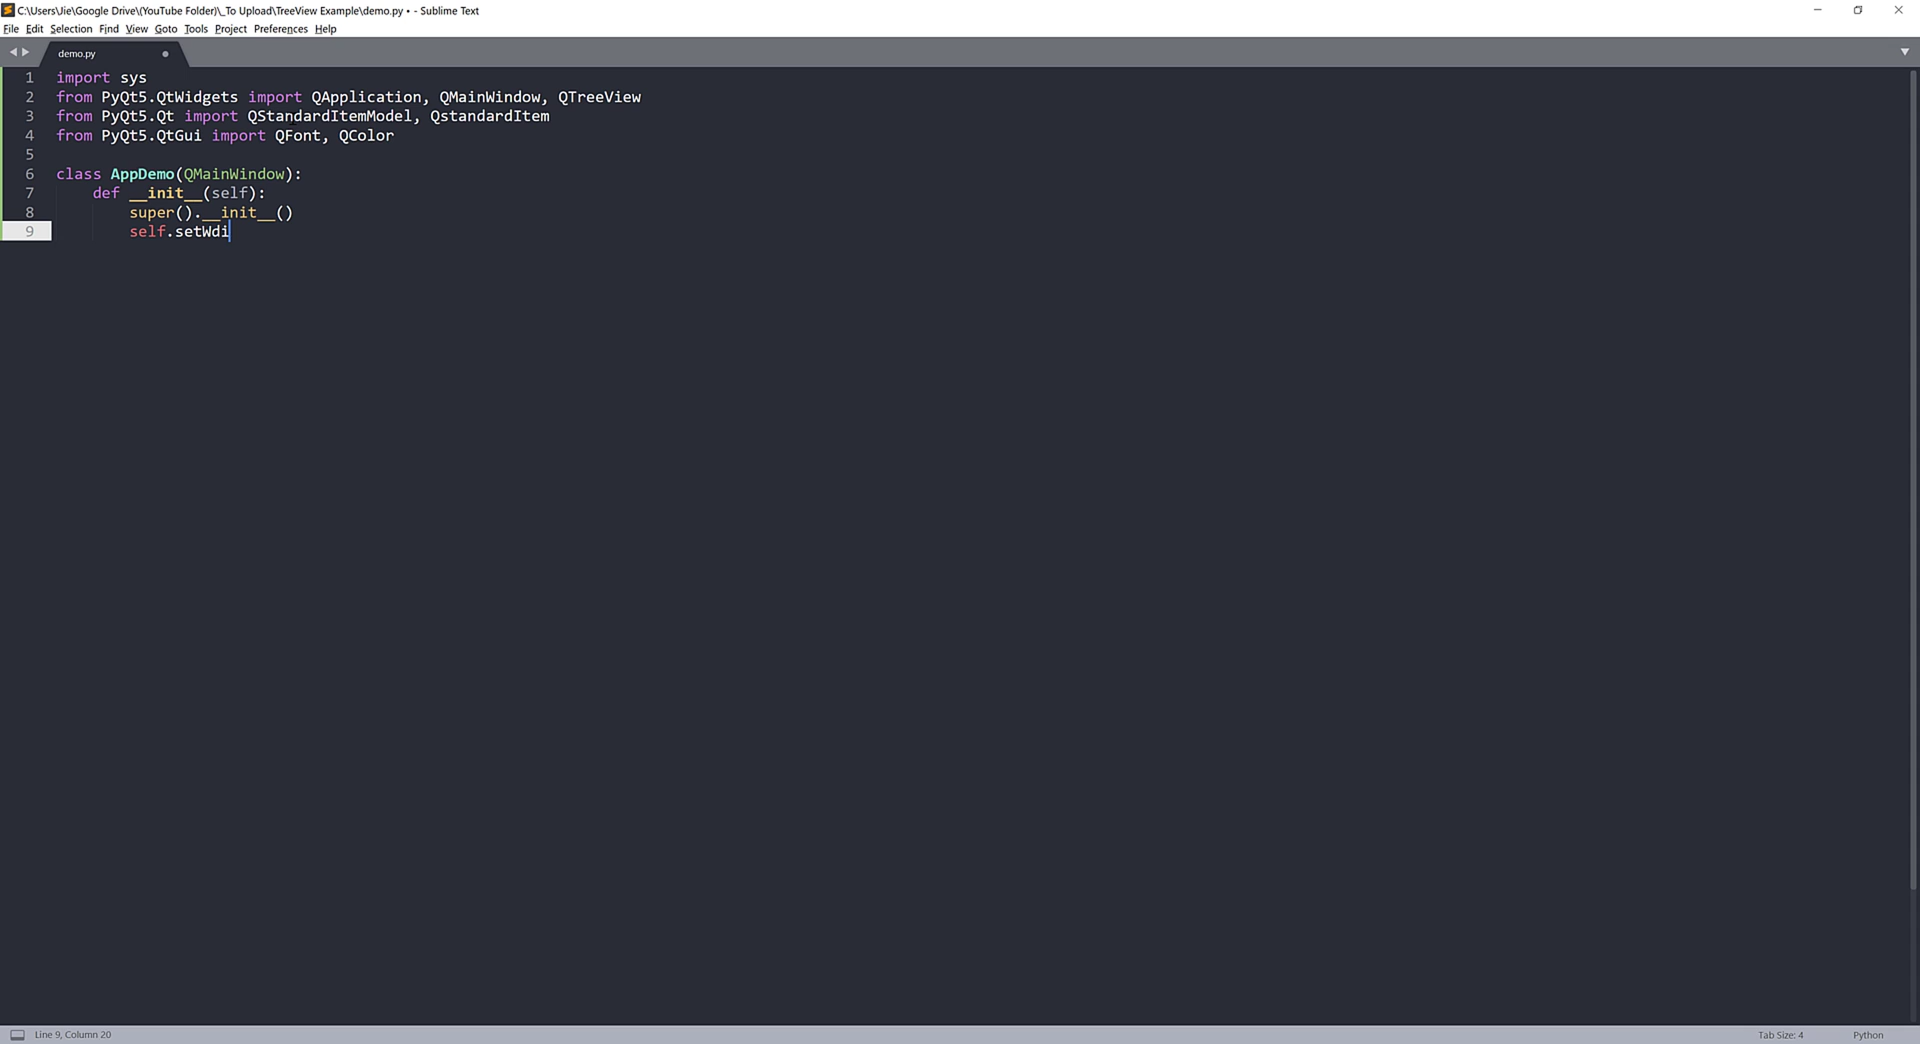 C:\Users\Jie\Google Drive\(YouTube Folder)\_To Upload\TreeView Example\demo.py • - Sublime Text
File Edit Selection Find View Goto Tools Project Preferences Help
demo.py
1 import sys
2 from PyQt5.QtWidgets import QApplication, QMainWindow, QTreeView
3 from PyQt5.Qt import QStandardItemModel, QstandardItem
4 from PyQt5.QtGui import QFont, QColor
5
6 class AppDemo(QMainWindow):
7 def __init__(self):
8 super().__init__()
9 self.setWdi
Line 9, Column 20 Tab Size: 4 Python